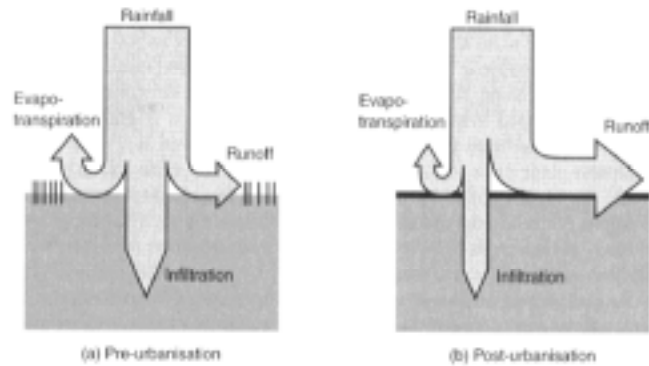 Rainfall
Evapo-
transpiration
Runoff
Infiltration
(a) Pre-urbanisation
Rainfall
Evapo-
transpiration
Runoff
Infiltration
(b) Post-urbanisation